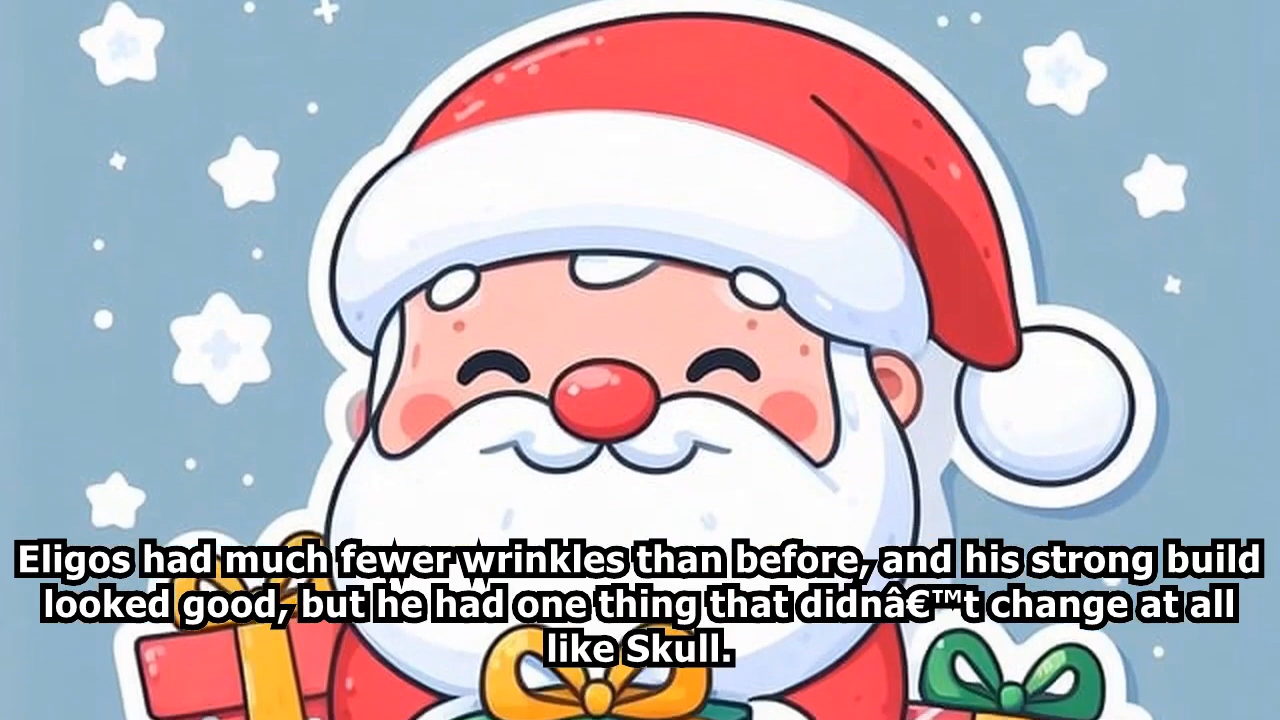 Eligos had much fewer wrinkles than before, and his strong build
looked good, but he had one thing that didnâ€™t change at all
like Skull.